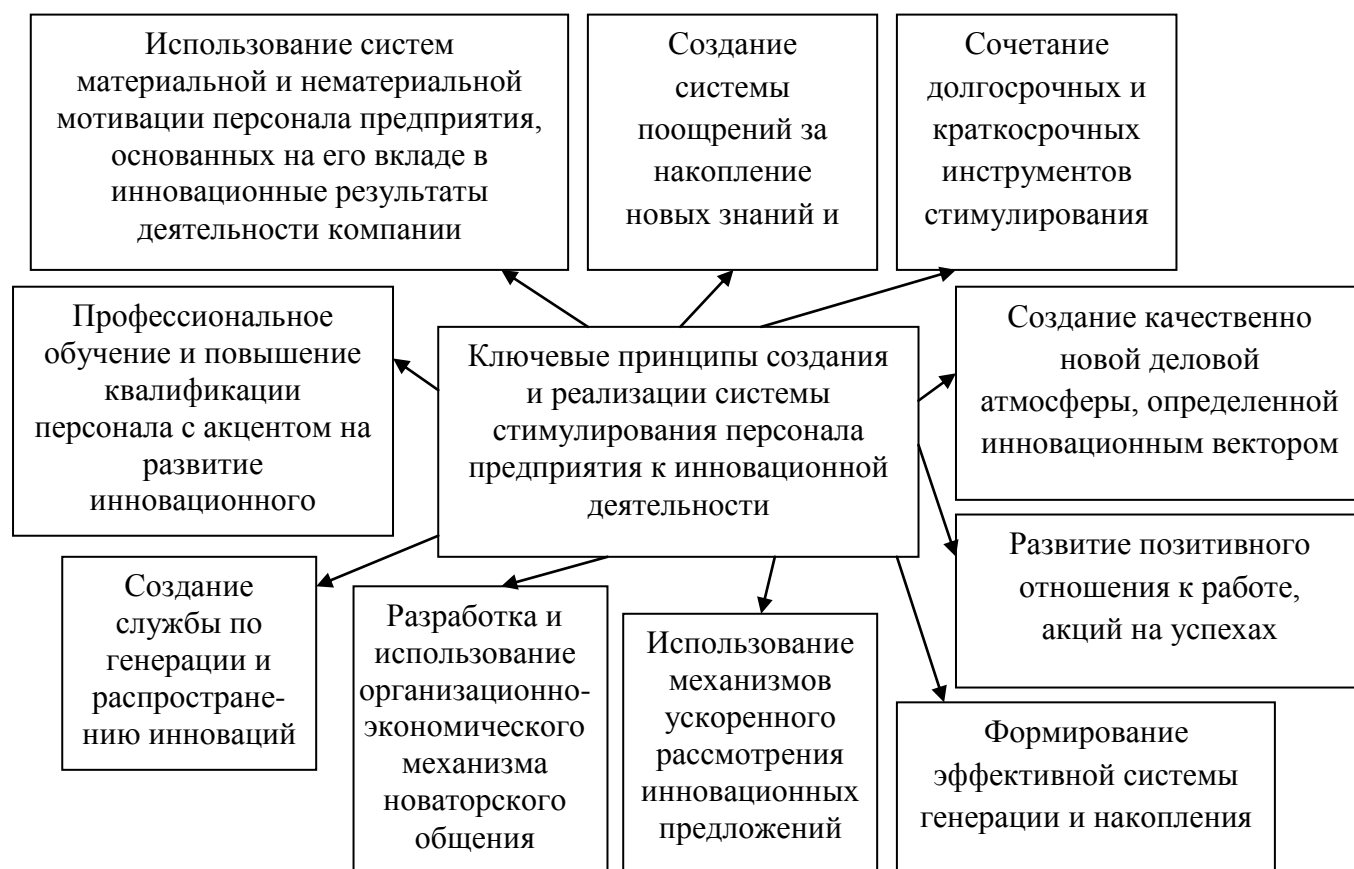 Использование систем
материальной и нематериальной
мотивации персонала предприятия,
основанных на его вкладе в
инновационные результаты
деятельности компании
Создание
системы
поощрений за
накопление
новых знаний и
Сочетание
долгосрочных и
краткосрочных
инструментов
стимулирования
Профессиональное
обучение и повышение
квалификации
персонала с акцентом на
развитие
инновационного
Ключевые принципы создания
и реализации системы
стимулирования персонала
предприятия к инновационной
деятельности
Создание качественно
новой деловой
атмосферы, определенной
инновационным вектором
Создание
службы по
генерации и
распростране-
нию инноваций
Разработка и
использование
организационно-
экономического
механизма
новаторского
общения
Использование
механизмов
ускоренного
рассмотрения
инновационных
предложений
Развитие позитивного
отношения к работе,
акций на успехах
Формирование
эффективной системы
генерации и накопления